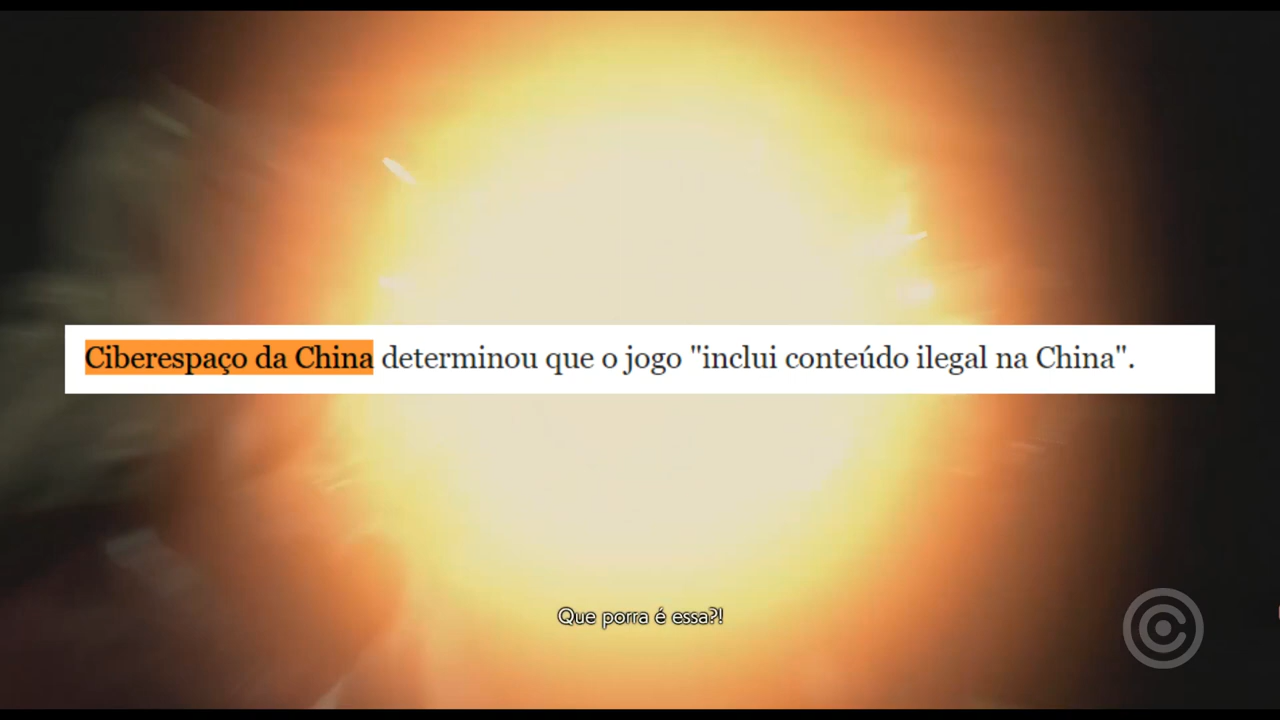 Ciberespaço da China determinou que o jogo "inclui conteúdo ilegal na China".
Que porra é essa?!